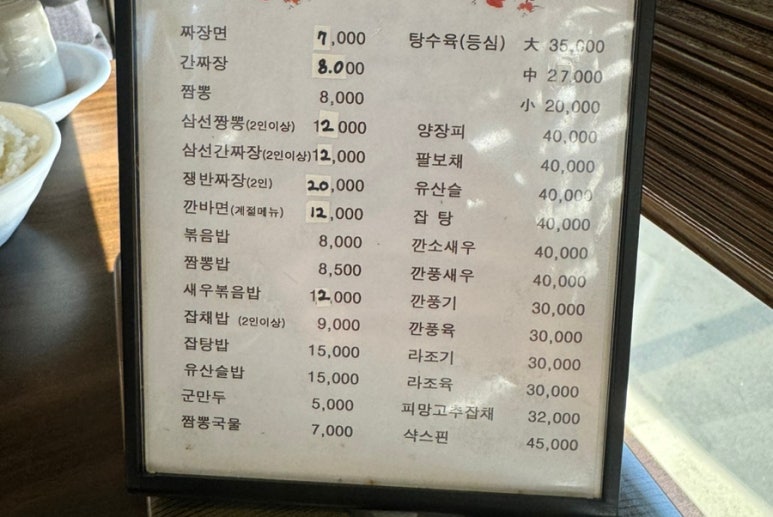 짜장면 7,000
간짜장 8.000
짬뽕 8,000
삼선짱뽕(2인이상) 12,000
삼선간짜장(2인이상) 12,000
쟁반짜장(2인) 20,000
깐바면(계절메뉴) 12,000
볶음밥 8,000
짬뽕밥 8,500
새우볶음밥 12,000
잡채밥 (2인이상) 9,000
잡탕밥 15,000
유산슬밥 15,000
군만두 5,000
짬뽕국물 7,000
탕수육(등심) 大 35,000
中 27,000
小 20,000
양장피 40,000
팔보채 40,000
유산슬 40,000
잡 탕 40,000
깐소새우 40,000
깐풍새우 40,000
깐풍기 30,000
깐풍육 30,000
라조기 30,000
라조육 30,000
피망고추잡채 32,000
샥스핀 45,000